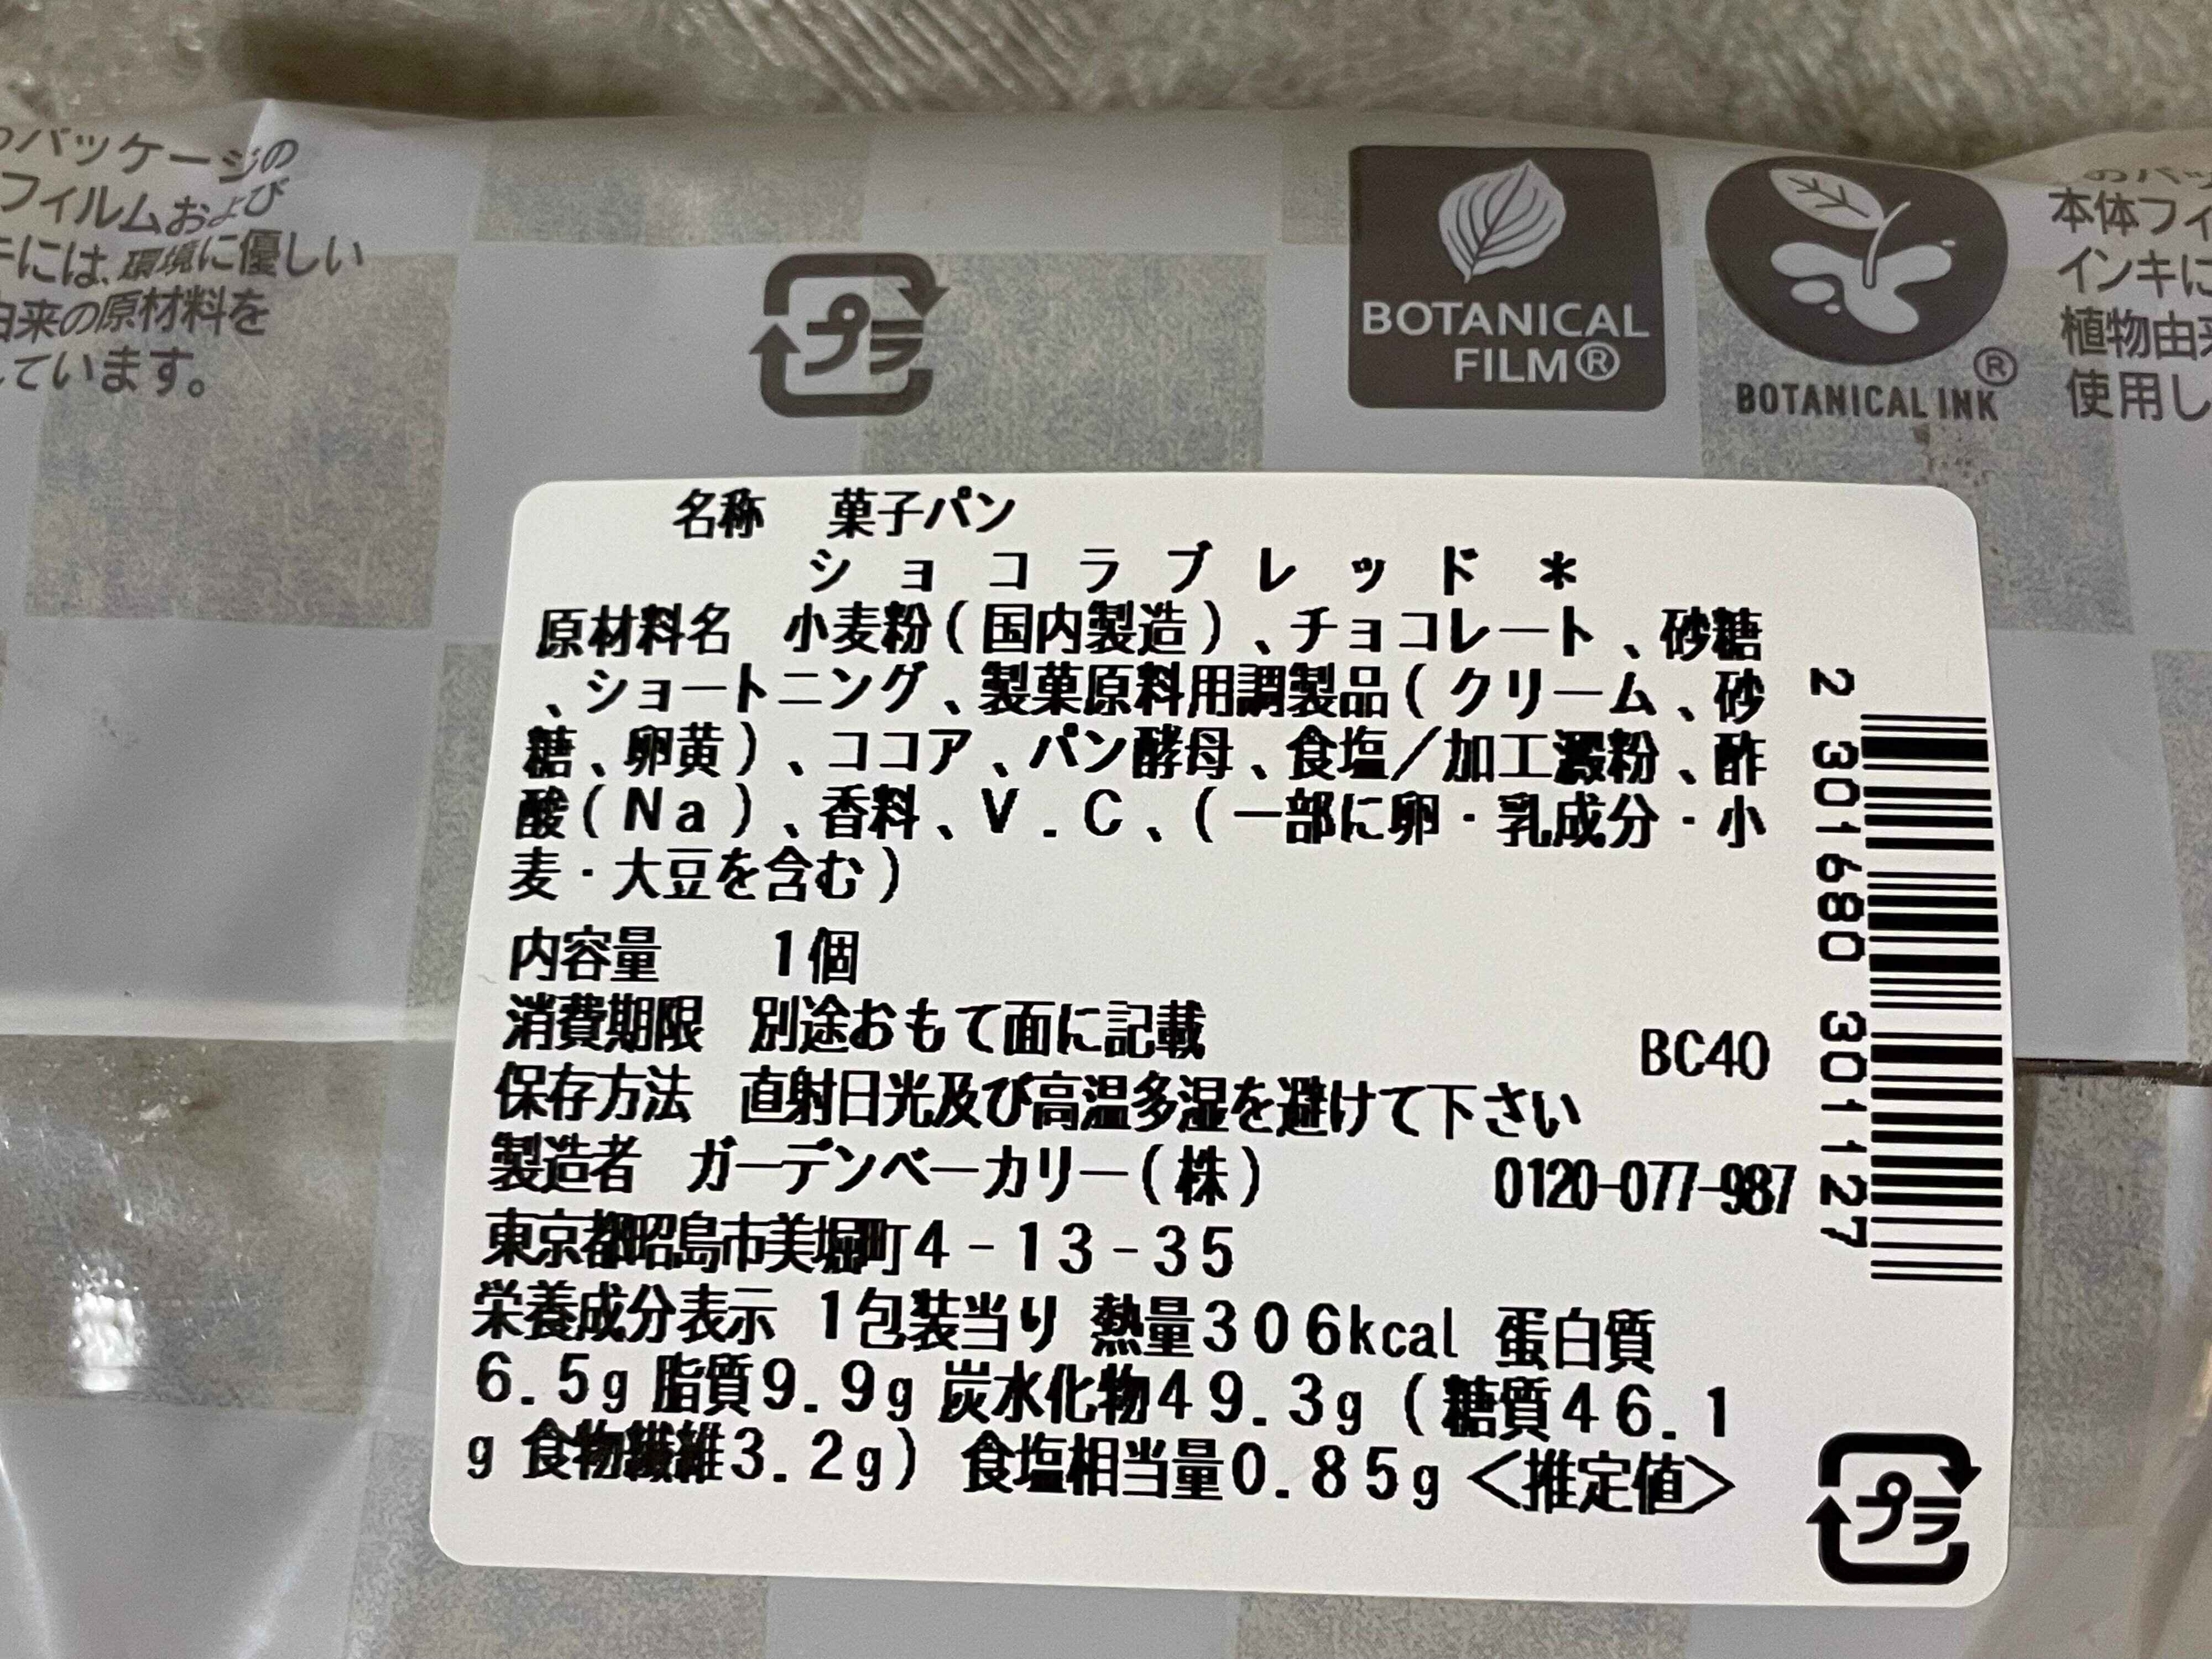 パッケージの
フィルムおよび
には、環境に優しい
由来の原材料を
ています。
プラ
BOTANICAL
FILM®
®
BOTANICAL INK
本体フィ
インキに
植物由来
使用し
名称 菓子パン
ショコラブレッド＊
原材料名 小麦粉(国内製造)、チョコレート、砂糖
、ショートニング、製菓原料用調製品(クリーム、砂
糖、卵黄)、ココア、パン酵母、食塩／加工澱粉、酢
酸(Na)、香料、V.C、(一部に卵・乳成分・小
麦・大豆を含む)
内容量 1個
消費期限 別途おもて面に記載
BC40
保存方法 直射日光及び高温多湿を避けて下さい
製造者 ガーデンベーカリー(株) 0120-077-987
東京都昭島市美堀町4-13-35
栄養成分表示 1包装当り 熱量306kcal 蛋白質
6.5g 脂質9.9g 炭水化物49.3g (糖質46.1
g 食物繊維3.2g) 食塩相当量0.85g <推定値>
2 301680 301127
プラ